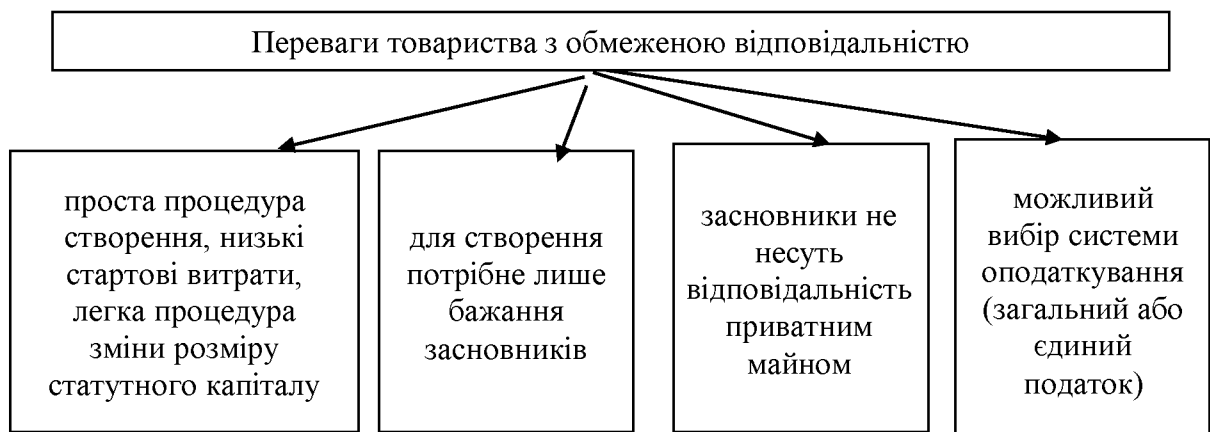 Переваги товариства з обмеженою відповідальністю
проста процедура
створення, низькі
стартові витрати,
легка процедура
зміни розміру
статутного капіталу
для створення
потрібне лише
бажання
засновників
засновники не
несуть
відповідальність
приватним
майном
можливий
вибір системи
оподаткування
(загальний або
єдиний
податок)